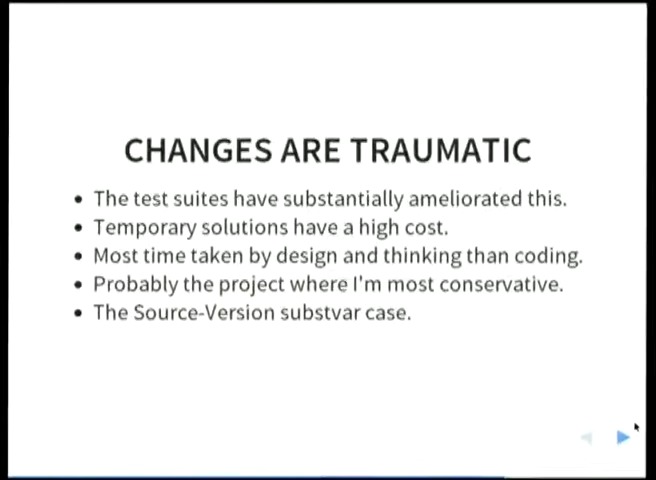 CHANGES ARE TRAUMATIC
• The test suites have substantially ameliorated this.
• Temporary solutions have a high cost.
• Most time taken by design and thinking than coding.
• Probably the project where I'm most conservative.
• The Source-Version substvar case.